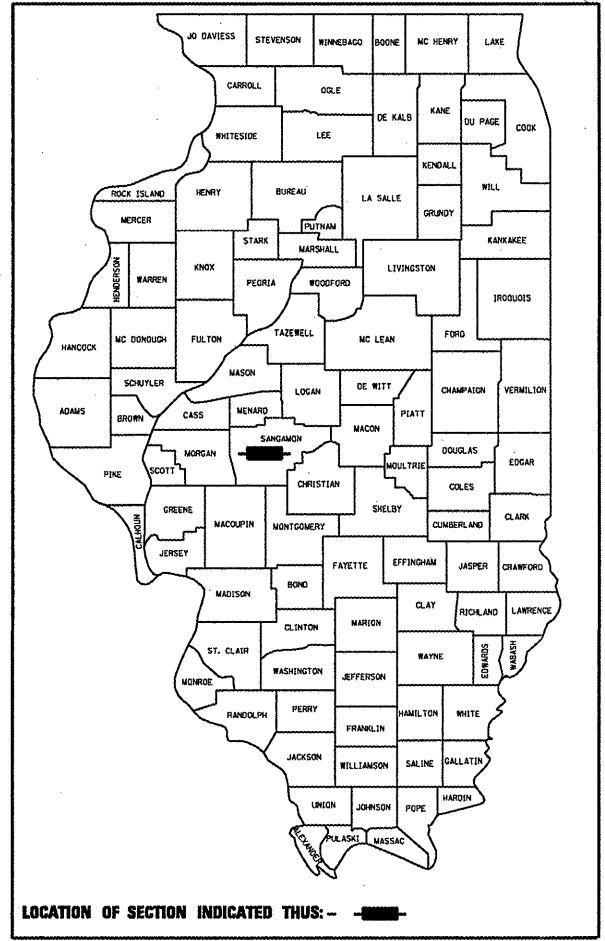 JO DAVIESS STEVENSON WINNEBAGO BOONE MC HENRY LAKE
CARROLL OGLE DE KALB KANE DU PAGE COOK
WHITESIDE LEE
KENDALL WILL
ROCK ISLAND HENRY BUREAU LA SALLE GRUNDY
MERCER PUTNAM
STARK MARSHALL KANKAKEE
HENDERSON WARREN KNOX PEORIA WOODFORD LIVINGSTON IROQUOIS
HANCOCK MC DONOUGH FULTON TAZEWELL MC LEAN FORD
MASON
SCHUYLER LOGAN DE WITT CHAMPAIGN VERMILION
ADAMS BROWN CASS MENARD MACON PIATT
SANGAMON
MORGAN DOUGLAS
PIKE SCOTT CHRISTIAN MOULTRIE EDGAR
COLES
GREENE MACOUPIN MONTGOMERY SHELBY CLARK
CALHOUN CUMBERLAND
JERSEY FAYETTE EFFINGHAM JASPER CRAWFORD
MADISON BOND
CLAY RICHLAND LAWRENCE
CLINTON MARION
ST. CLAIR WAYNE EDWARDS WABASH
WASHINGTON JEFFERSON
MONROE
RANDOLPH PERRY HAMILTON WHITE
FRANKLIN
JACKSON WILLIAMSON SALINE GALLATIN
UNION JOHNSON POPE HARDIN
ALEXANDER PULASKI MASSAC
LOCATION OF SECTION INDICATED THUS: –